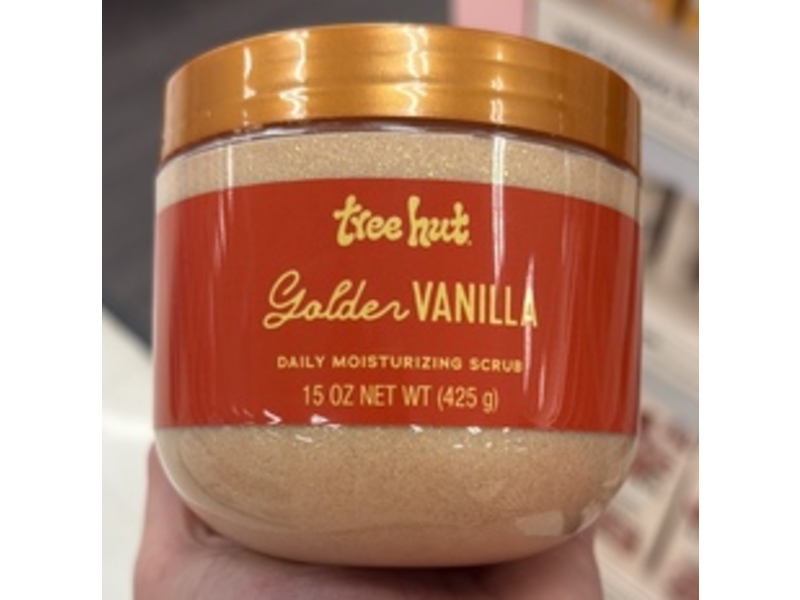 tree hut
Golden VANILLA
DAILY MOISTURIZING SCRUB
15 OZ NET WT (425 g)